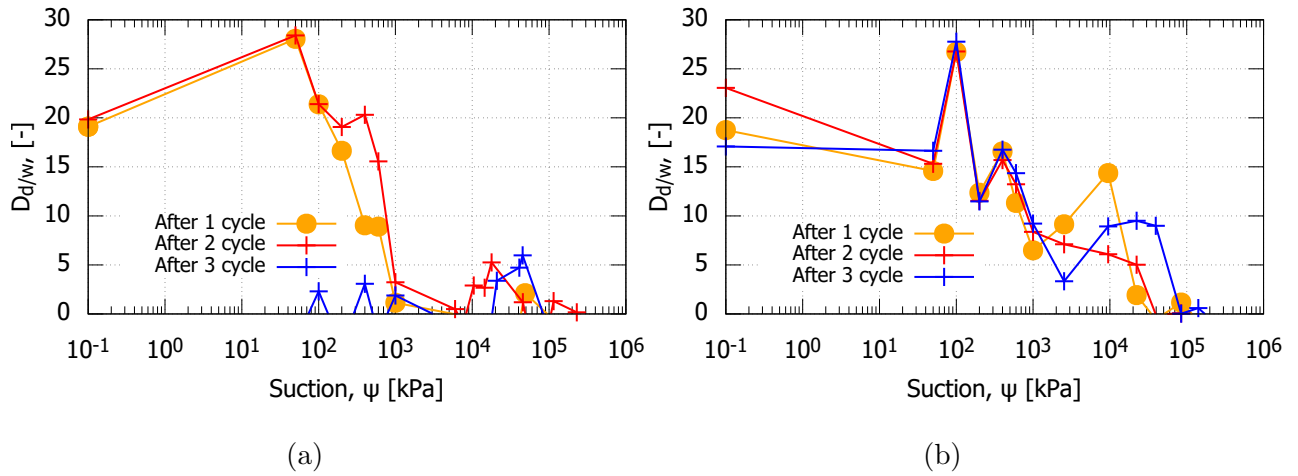 30
25
20
15
10
5
0
D_d/w, [-]
After 1 cycle
After 2 cycle
After 3 cycle
10^-1 10^0 10^1 10^2 10^3 10^4 10^5 10^6
Suction, ψ [kPa]
(a)
30
25
20
15
10
5
0
D_d/w, [-]
After 1 cycle
After 2 cycle
After 3 cycle
10^-1 10^0 10^1 10^2 10^3 10^4 10^5 10^6
Suction, ψ [kPa]
(b)